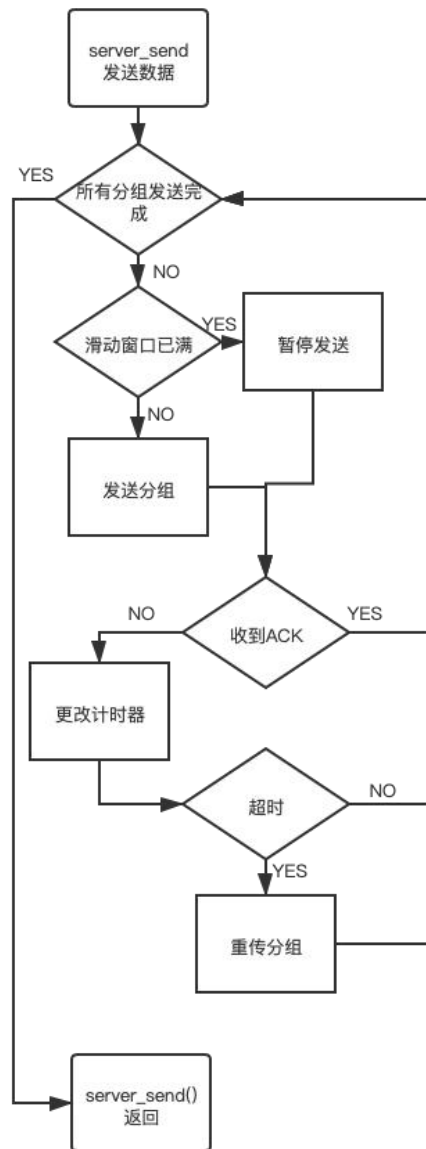 server_send
发送数据
YES
所有分组发送完
成
NO
滑动窗口已满
YES
暂停发送
NO
发送分组
NO
收到ACK
YES
更改计时器
超时
NO
YES
重传分组
server_send()
返回